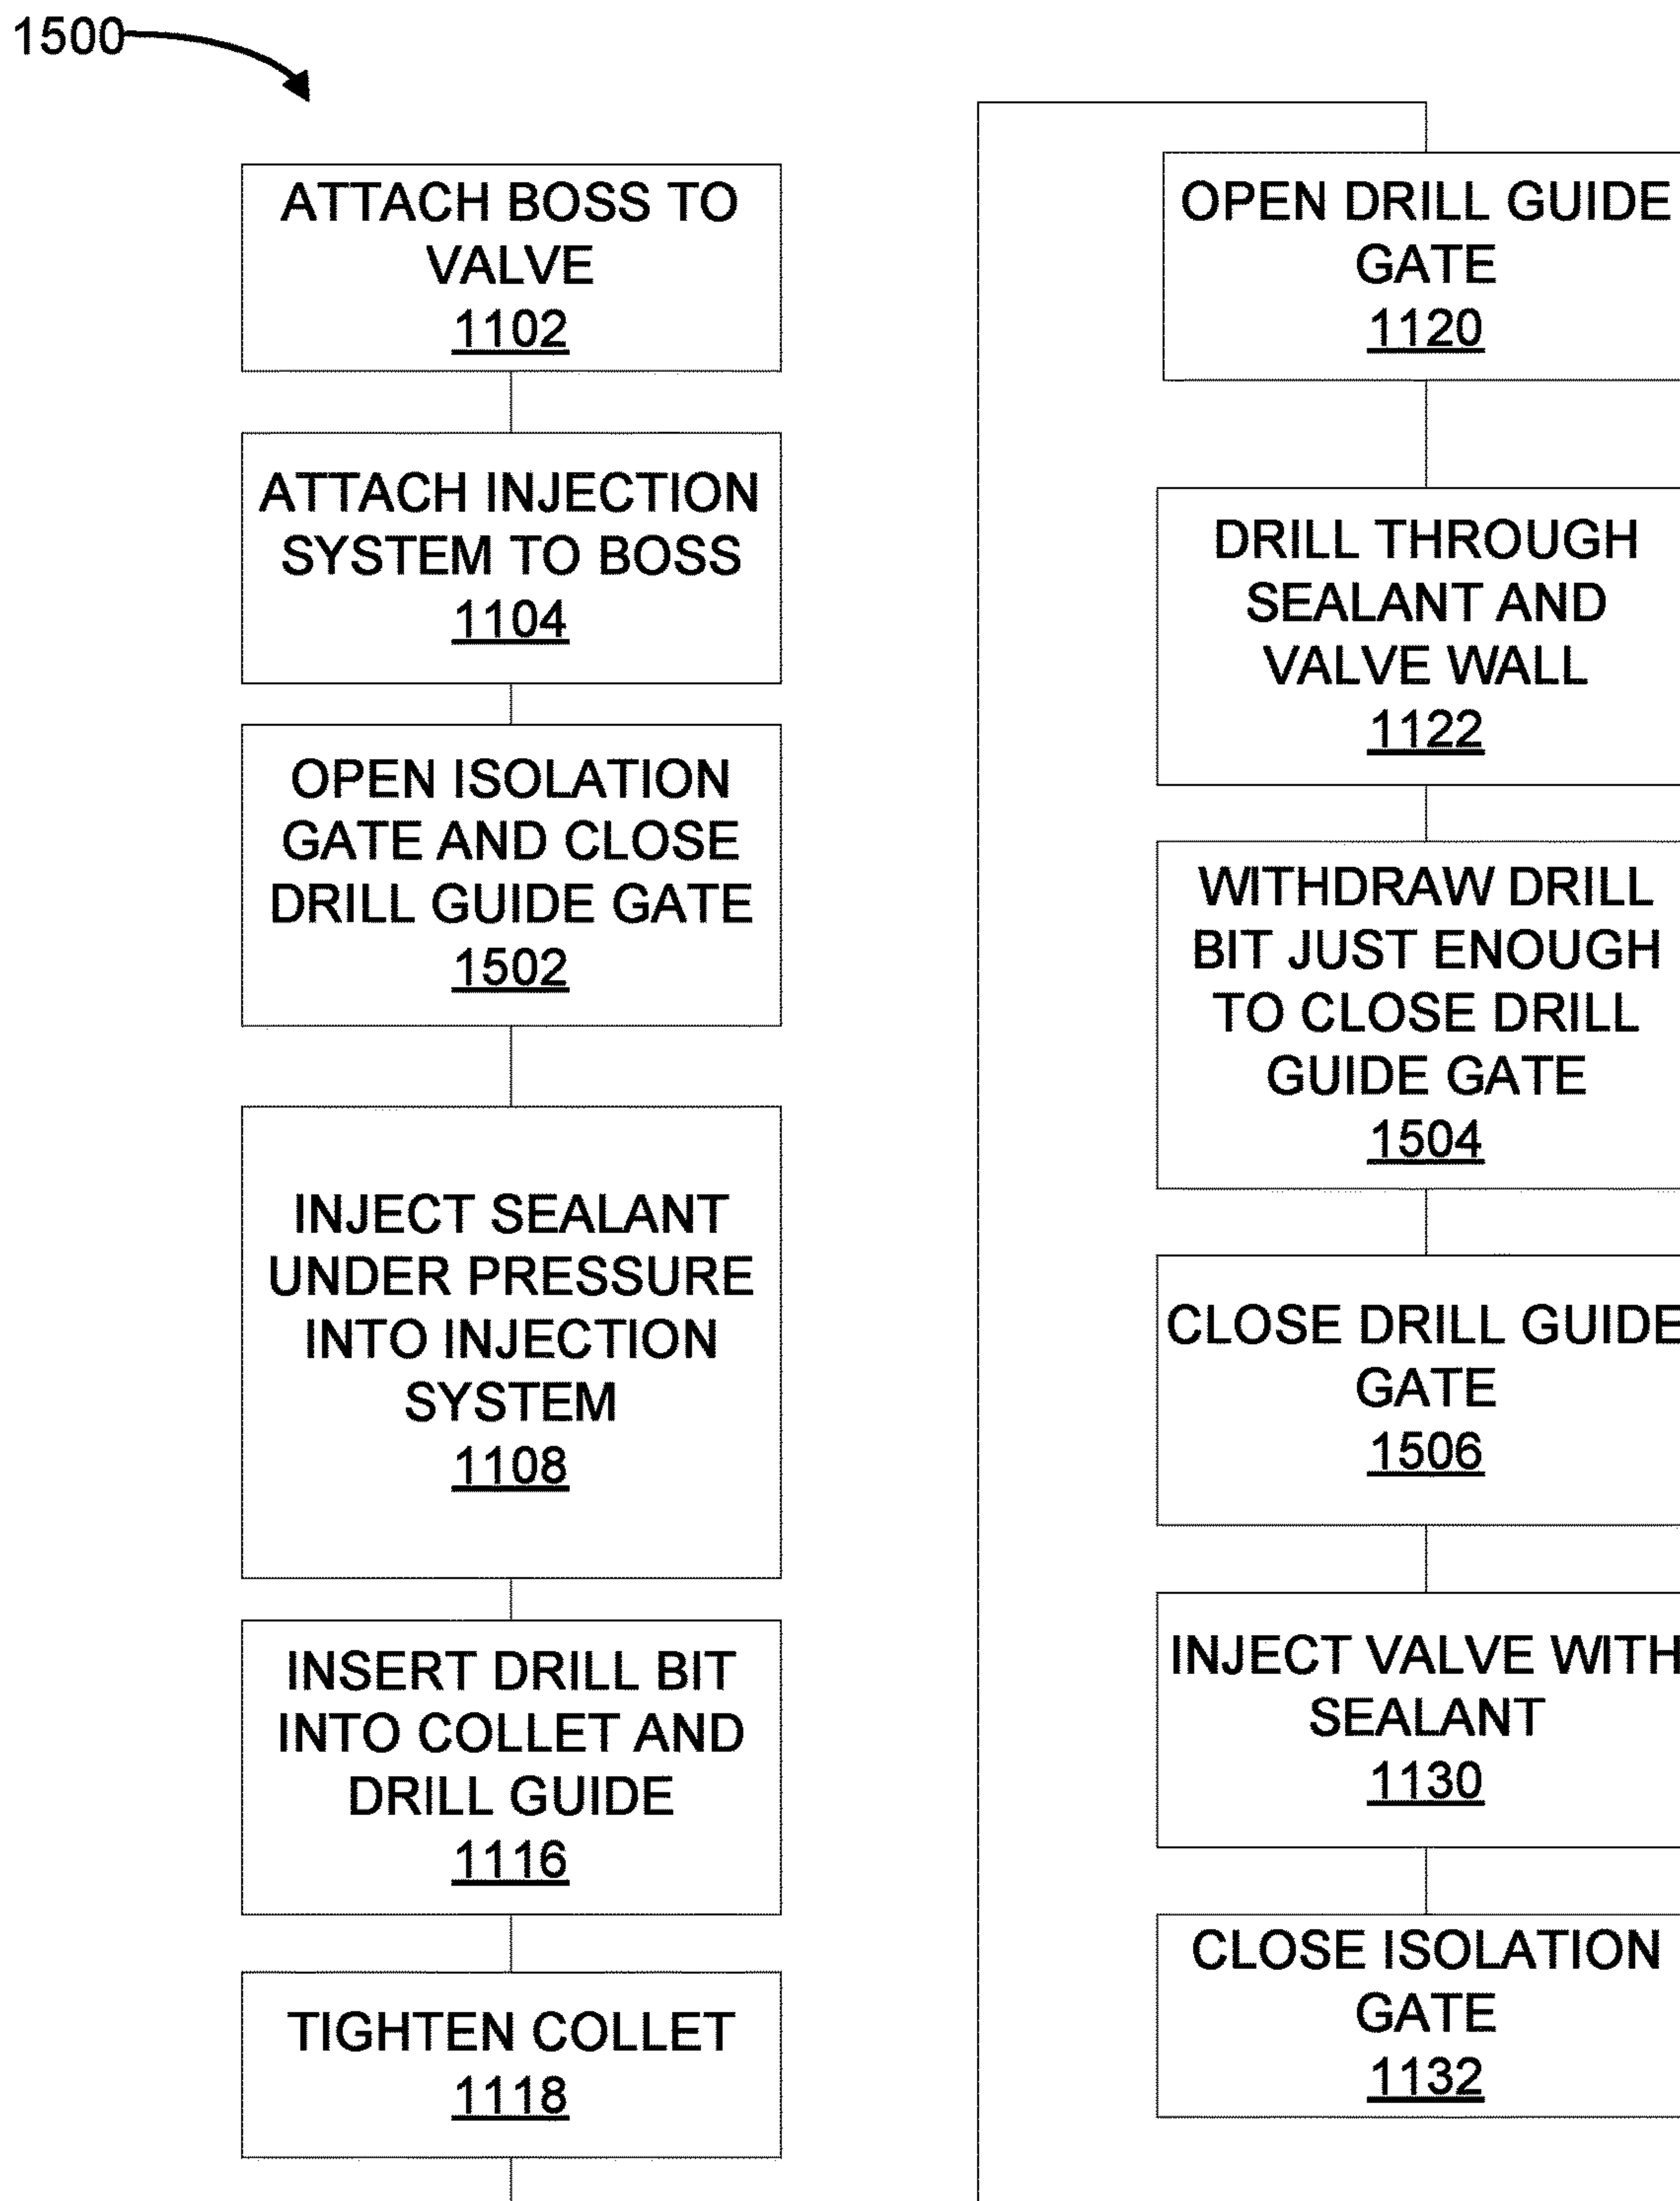 1500
ATTACH BOSS TO
VALVE
1102
ATTACH INJECTION
SYSTEM TO BOSS
1104
OPEN ISOLATION
GATE AND CLOSE
DRILL GUIDE GATE
1502
INJECT SEALANT
UNDER PRESSURE
INTO INJECTION
SYSTEM
1108
INSERT DRILL BIT
INTO COLLET AND
DRILL GUIDE
1116
TIGHTEN COLLET
1118
OPEN DRILL GUIDE
GATE
1120
DRILL THROUGH
SEALANT AND
VALVE WALL
1122
WITHDRAW DRILL
BIT JUST ENOUGH
TO CLOSE DRILL
GUIDE GATE
1504
CLOSE DRILL GUIDE
GATE
1506
INJECT VALVE WITH
SEALANT
1130
CLOSE ISOLATION
GATE
1132